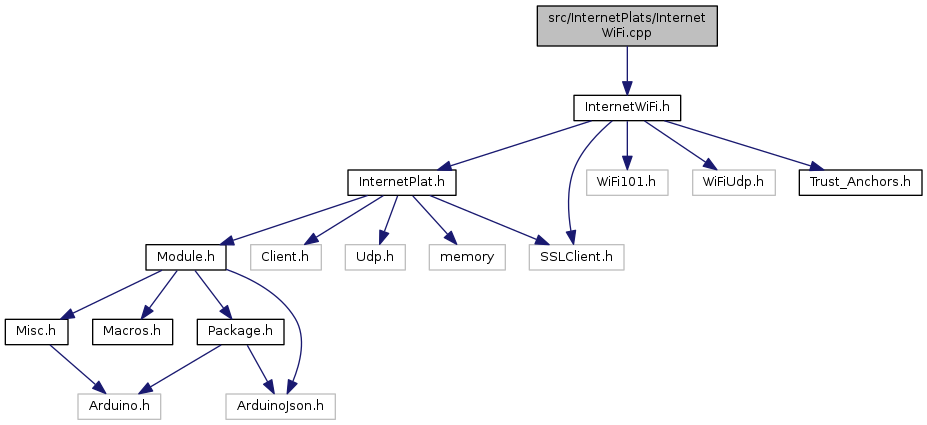 src/InternetPlats/Internet
WiFi.cpp
InternetWiFi.h
InternetPlat.h
WiFi101.h
WiFiUdp.h
Trust_Anchors.h
Module.h
Client.h
Udp.h
memory
SSLClient.h
Misc.h
Macros.h
Package.h
Arduino.h
ArduinoJson.h